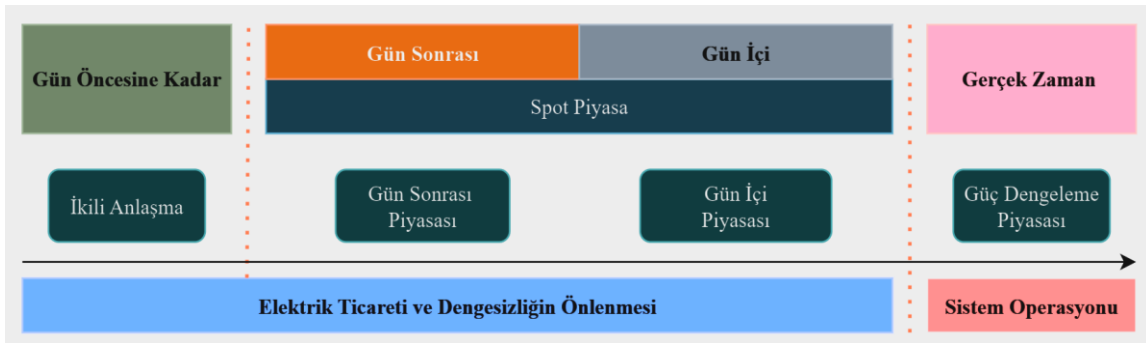 Gün Öncesine Kadar
Gün Sonrası
Gün İçi
Spot Piyasa
Gerçek Zaman
İkili Anlaşma
Gün Sonrası
Piyasası
Gün İçi
Piyasası
Güç Dengeleme
Piyasası
Elektrik Ticareti ve Dengesizliğin Önlenmesi
Sistem Operasyonu